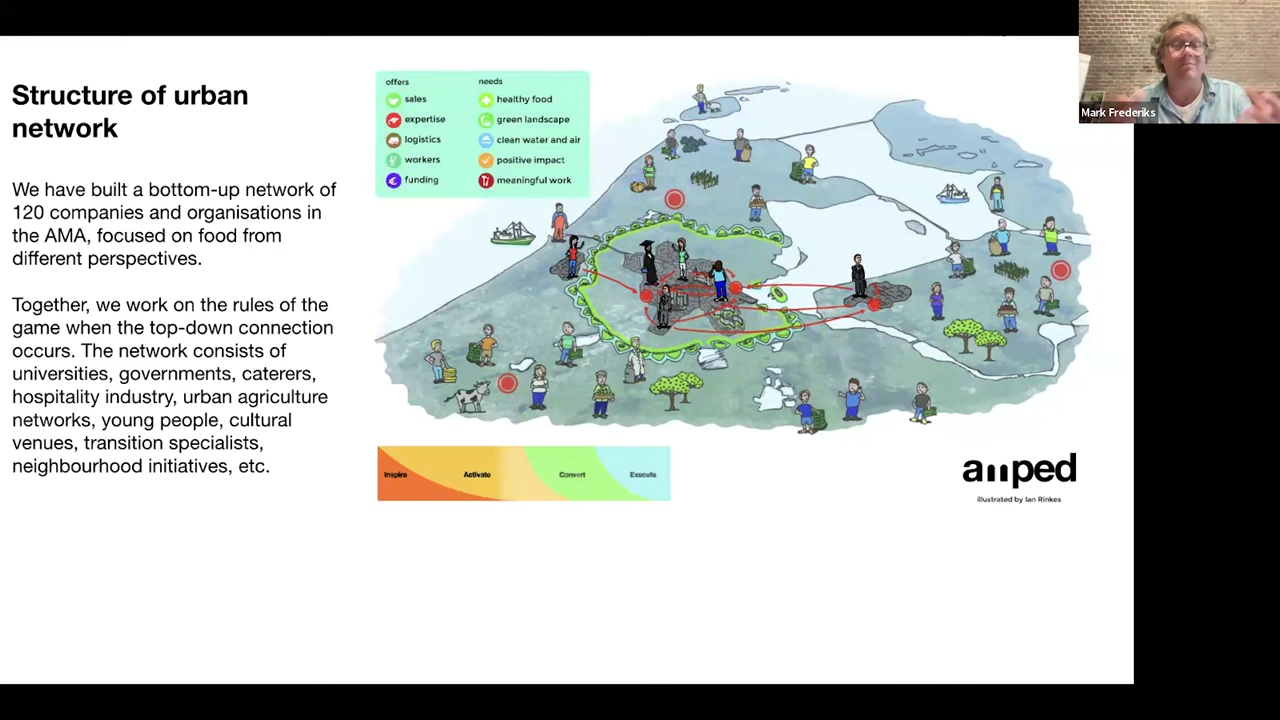 Structure of urban
network
We have built a bottom-up network of
120 companies and organisations in
the AMA, focused on food from
different perspectives.
Together, we work on the rules of the
game when the top-down connection
occurs. The network consists of
universities, governments, caterers,
hospitality industry, urban agriculture
networks, young people, cultural
venues, transition specialists,
neighbourhood initiatives, etc.
offers needs
sales healthy food
expertise green landscape
logistics clean water and air
workers positive impact
funding meaningful work
Inspire Activate Convert Execute
amped
illustrated by Ian Rinkes
Mark Frederiks